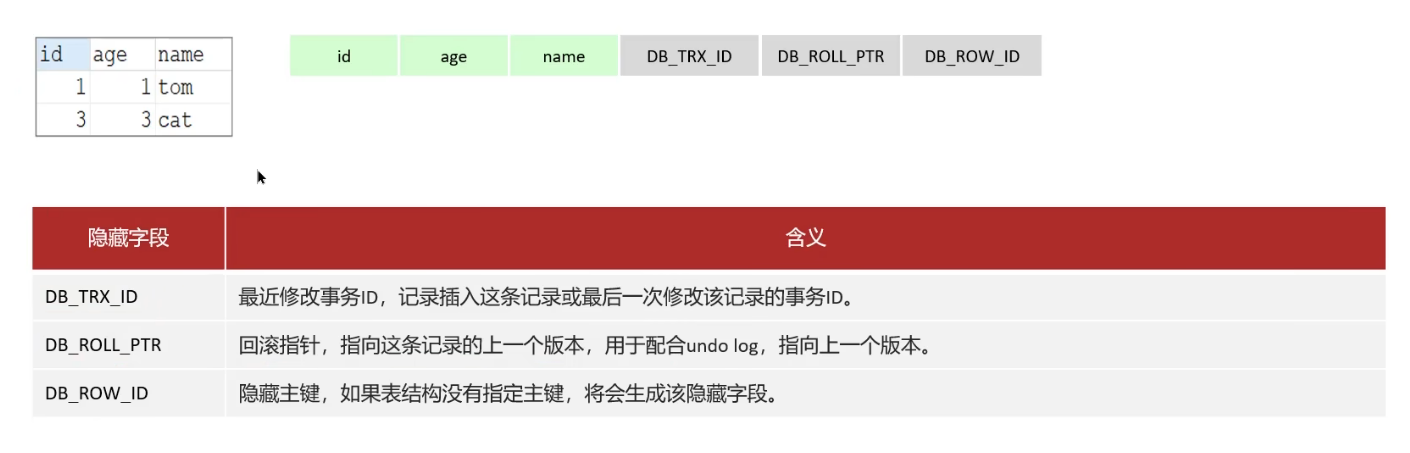 id age name id age name DB_TRX_ID DB_ROLL_PTR DB_ROW_ID
1 1 tom
3 3 cat
隐藏字段 含义
DB_TRX_ID 最近修改事务ID，记录插入这条记录或最后一次修改该记录的事务ID。
DB_ROLL_PTR 回滚指针，指向这条记录的上一个版本，用于配合undo log，指向上一个版本。
DB_ROW_ID 隐藏主键，如果表结构没有指定主键，将会生成该隐藏字段。